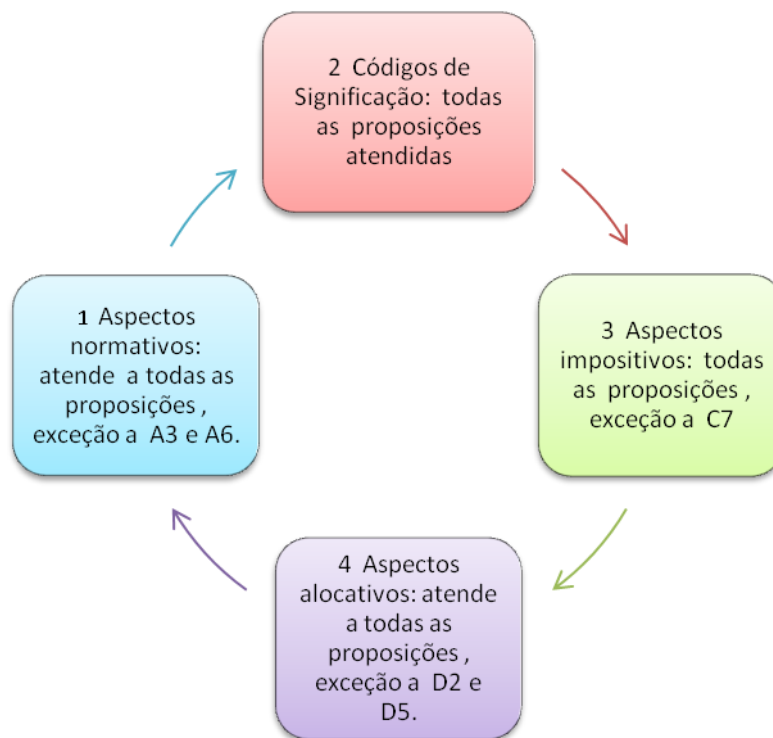 2 Códigos de
Significação: todas
as proposições
atendidas
1 Aspectos
normativos:
atende a todas as
proposições ,
exceção a A3 e A6.
3 Aspectos
impositivos: todas
as proposições ,
exceção a C7
4 Aspectos
alocativos: atende
a todas as
proposições ,
exceção a D2 e
D5.